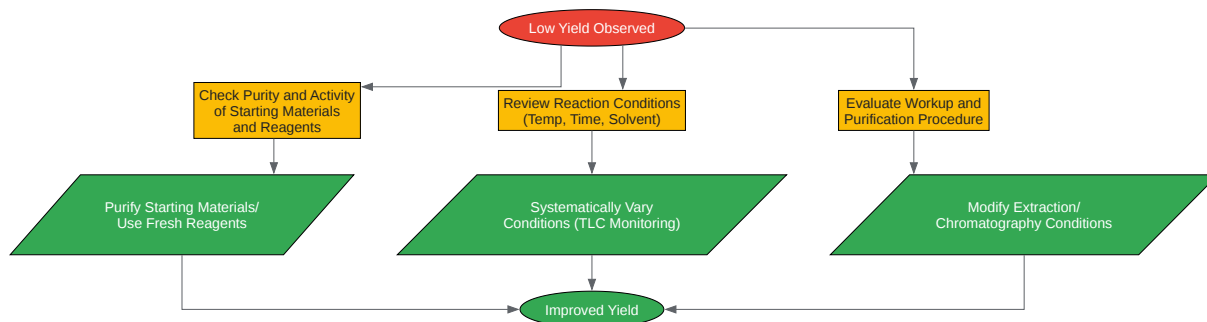 Low Yield Observed
Check Purity and Activity
of Starting Materials
and Reagents
Review Reaction Conditions
(Temp, Time, Solvent)
Evaluate Workup and
Purification Procedure
Purify Starting Materials/
Use Fresh Reagents
Systematically Vary
Conditions (TLC Monitoring)
Modify Extraction/
Chromatography Conditions
Improved Yield